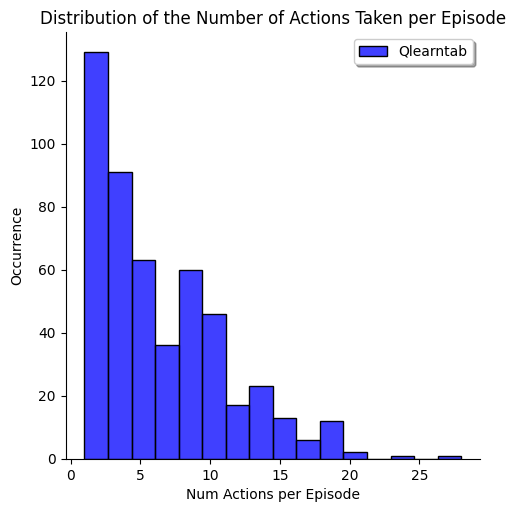 Distribution of the Number of Actions Taken per Episode
Qlearntab
120
100
80
60
40
20
0
Occurrence
0 5 10 15 20 25
Num Actions per Episode